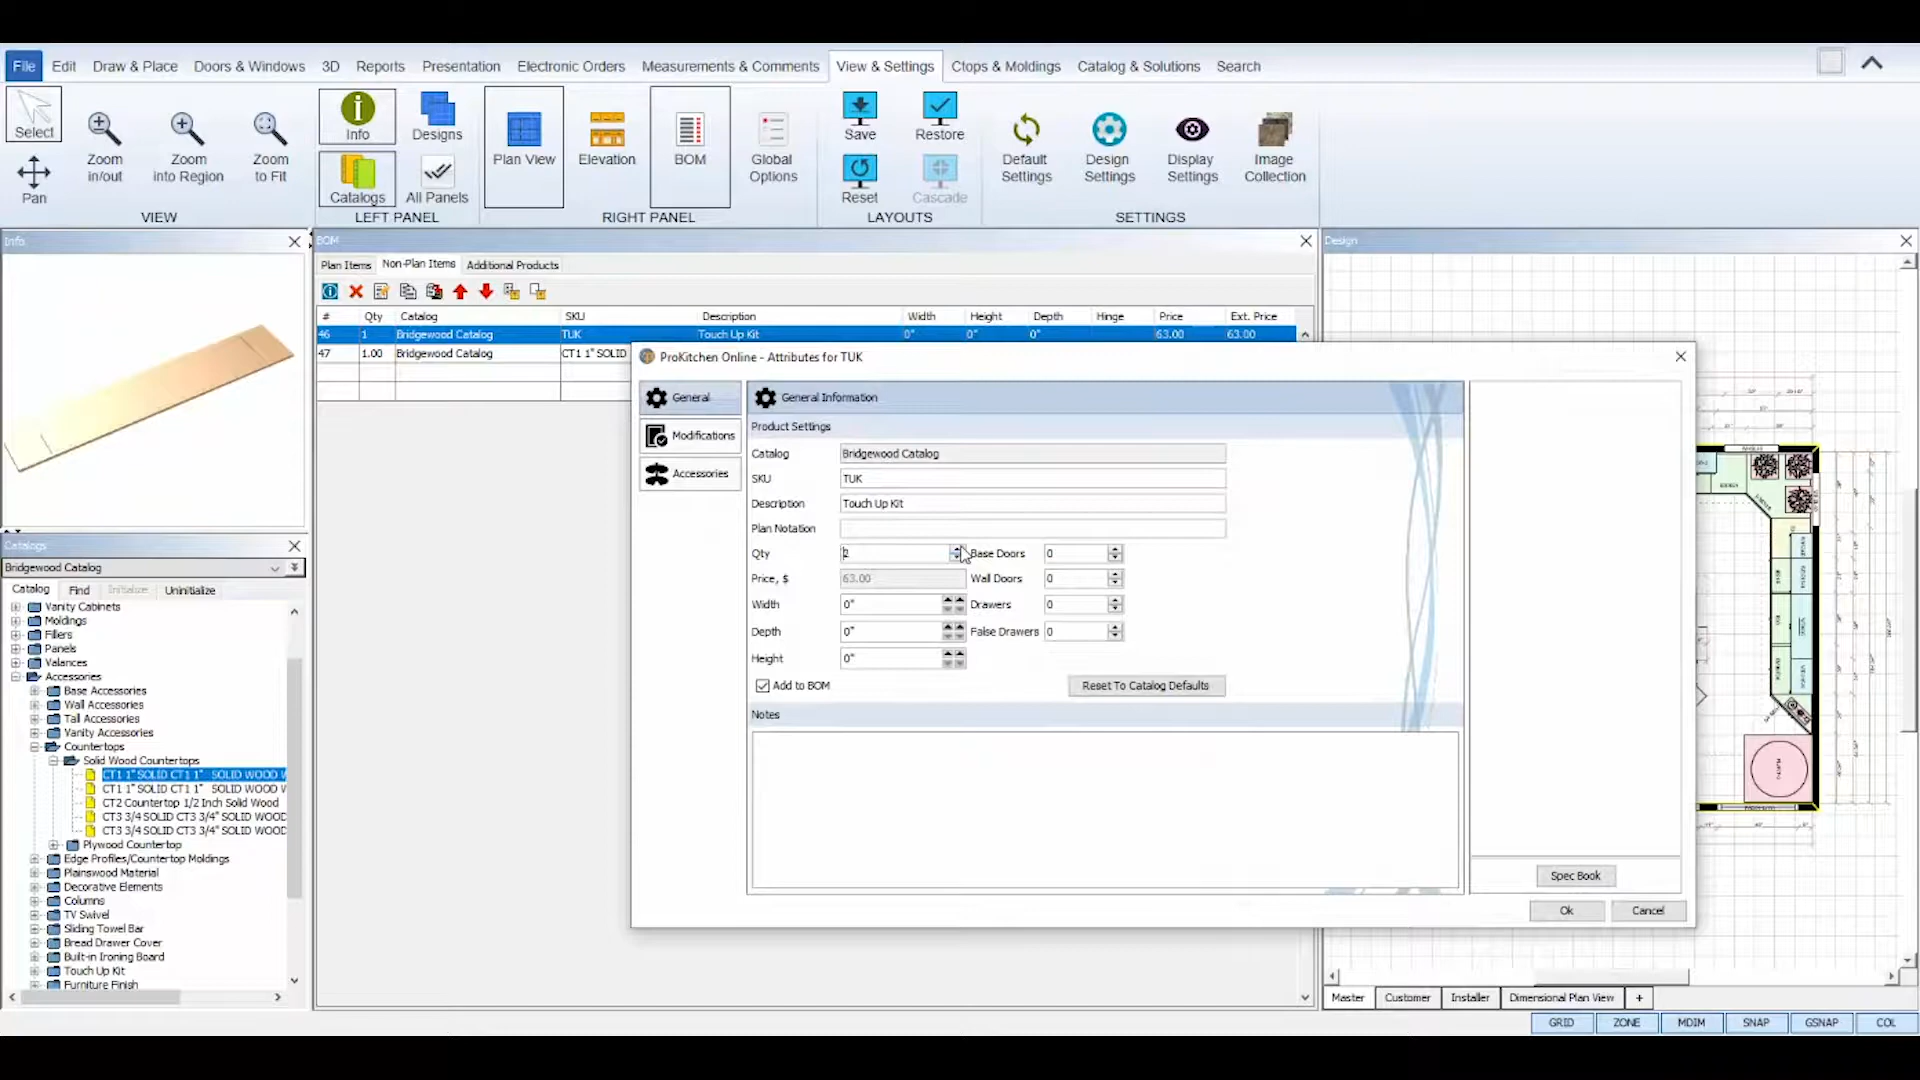 File Edit Draw & Place Doors & Windows 3D Reports Presentation Electronic Orders Measurements & Comments View & Settings Ctops & Moldings Catalog & Solutions Search
Select
Pan
Zoom in/out
Zoom into Region
Zoom to Fit
VIEW
Info
Designs
Catalogs
All Panels
LEFT PANEL
Plan View
Elevation
BOM
Global Options
RIGHT PANEL
Save
Restore
Reset
Cascade
LAYOUTS
Default Settings
Design Settings
Display Settings
Image Collection
SETTINGS
Info
BOM
Design
Plan Items Non-Plan Items Additional Products
# Qty Catalog SKU Description Width Height Depth Hinge Price Ext. Price
46 1 Bridgewood Catalog TUK Touch Up Kit 0" 0" 0" 63.00 63.00
47 1.00 Bridgewood Catalog CT1 1" SOLID
ProKitchen Online - Attributes for TUK
General
Modifications
Accessories
General Information
Product Settings
Catalog Bridgewood Catalog
SKU TUK
Description Touch Up Kit
Plan Notation
Qty 2 Base Doors 0
Price, $ 63.00 Wall Doors 0
Width 0" Drawers 0
Depth 0" False Drawers 0
Height 0"
Add to BOM Reset To Catalog Defaults
Notes
Spec Book
Ok Cancel
Catalogs
Bridgewood Catalog
Catalog Find Initialize Uninitialize
Vanity Cabinets
Moldings
Fillers
Panels
Valances
Accessories
Base Accessories
Wall Accessories
Tall Accessories
Vanity Accessories
Countertops
Solid Wood Countertops
CT1 1" SOLID CT1 1" SOLID WOOD W
CT1 1" SOLID CT1 1" SOLID WOOD W
CT2 Countertop 1/2 Inch Solid Wood
CT3 3/4 SOLID CT3 3/4" SOLID WOOD
CT3 3/4 SOLID CT3 3/4" SOLID WOOD
Plywood Countertop
Edge Profiles/Countertop Moldings
Plainswood Material
Decorative Elements
Columns
TV Swivel
Sliding Towel Bar
Bread Drawer Cover
Built-in Ironing Board
Touch Up Kit
Furniture Finish
Master Customer Installer Dimensional Plan View +
GRID ZONE MDIM SNAP GSNAP COL